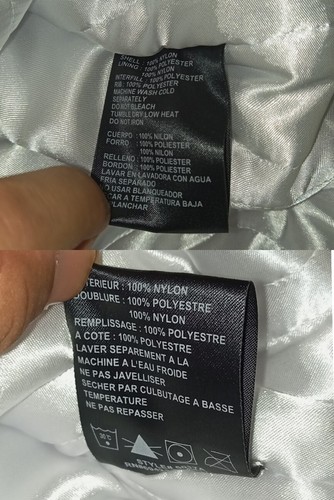 SHELL : 100% NYLON
LINING : 100% POLYESTER
100% NYLON
INTERFILL : 100% POLYESTER
RIB : 100% POLYESTER
MACHINE WASH COLD
SEPARATELY
DO NOT BLEACH
TUMBLE DRY LOW HEAT
DO NOT IRON
CUERPO : 100% NILON
FORRO : 100% POLIESTER
100% NILON
RELLENO : 100% POLIESTER
BORDON : 100% POLIESTER
LAVAR EN LAVADORA CON AGUA
FRIA SEPARADO
O USAR BLANQUEADOR
CAR A TEMPERATURA BAJA
LANCHAR
TERIEUR : 100% NYLON
DOUBLURE : 100% POLYESTRE
100% NYLON
REMPLISSAGE : 100% POLYESTRE
A COTE : 100% POLYESTRE
LAVER SEPAREMENT A LA
MACHINE A L'EAU FROIDE
NE PAS JAVELLISER
SECHER PAR CULBUTAGE A BASSE
TEMPERATURE
NE PAS REPASSER
30°C
STYLE